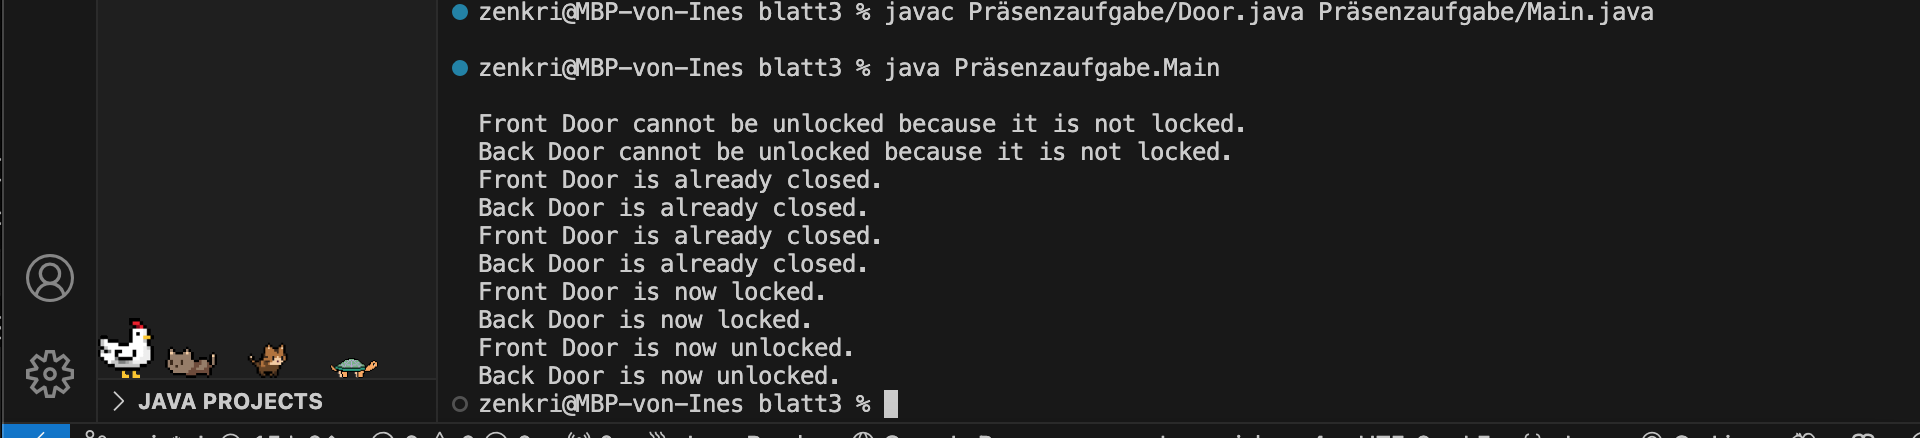 zenkri@MBP-von-Ines blatt3 % javac Präsenzaufgabe/Door.java Präsenzaufgabe/Main.java
zenkri@MBP-von-Ines blatt3 % java Präsenzaufgabe.Main
Front Door cannot be unlocked because it is not locked.
Back Door cannot be unlocked because it is not locked.
Front Door is already closed.
Back Door is already closed.
Front Door is already closed.
Back Door is already closed.
Front Door is now locked.
Back Door is now locked.
Front Door is now unlocked.
Back Door is now unlocked.
JAVA PROJECTS
zenkri@MBP-von-Ines blatt3 %